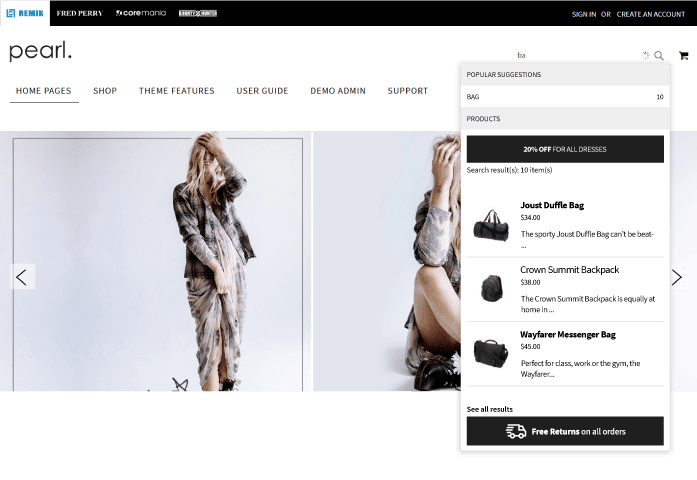 REMIK FRED PERRY coremania SIGN IN OR CREATE AN ACCOUNT
pearl.
ba
HOME PAGES SHOP THEME FEATURES USER GUIDE DEMO ADMIN SUPPORT
POPULAR SUGGESTIONS
BAG 10
PRODUCTS
20% OFF FOR ALL DRESSES
Search result(s): 10 item(s)
Joust Duffle Bag
$34.00
The sporty Joust Duffle Bag can't be beat-
...
Crown Summit Backpack
$38.00
The Crown Summit Backpack is equally at
home in ...
Wayfarer Messenger Bag
$45.00
Perfect for class, work or the gym, the
Wayfarer...
See all results
Free Returns on all orders